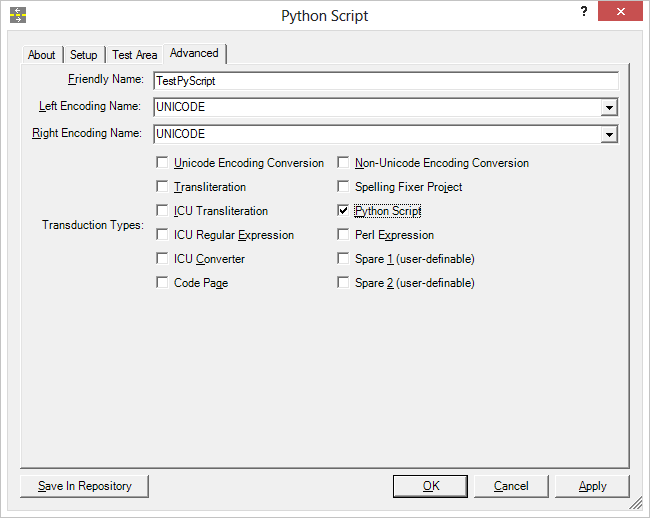 Python Script
?
About Setup Test Area Advanced
Friendly Name: TestPyScript
Left Encoding Name: UNICODE
Right Encoding Name: UNICODE
Unicode Encoding Conversion Non-Unicode Encoding Conversion
Transliteration Spelling Fixer Project
ICU Transliteration Python Script
Transduction Types:
ICU Regular Expression Perl Expression
ICU Converter Spare 1 (user-definable)
Code Page Spare 2 (user-definable)
Save In Repository OK Cancel Apply